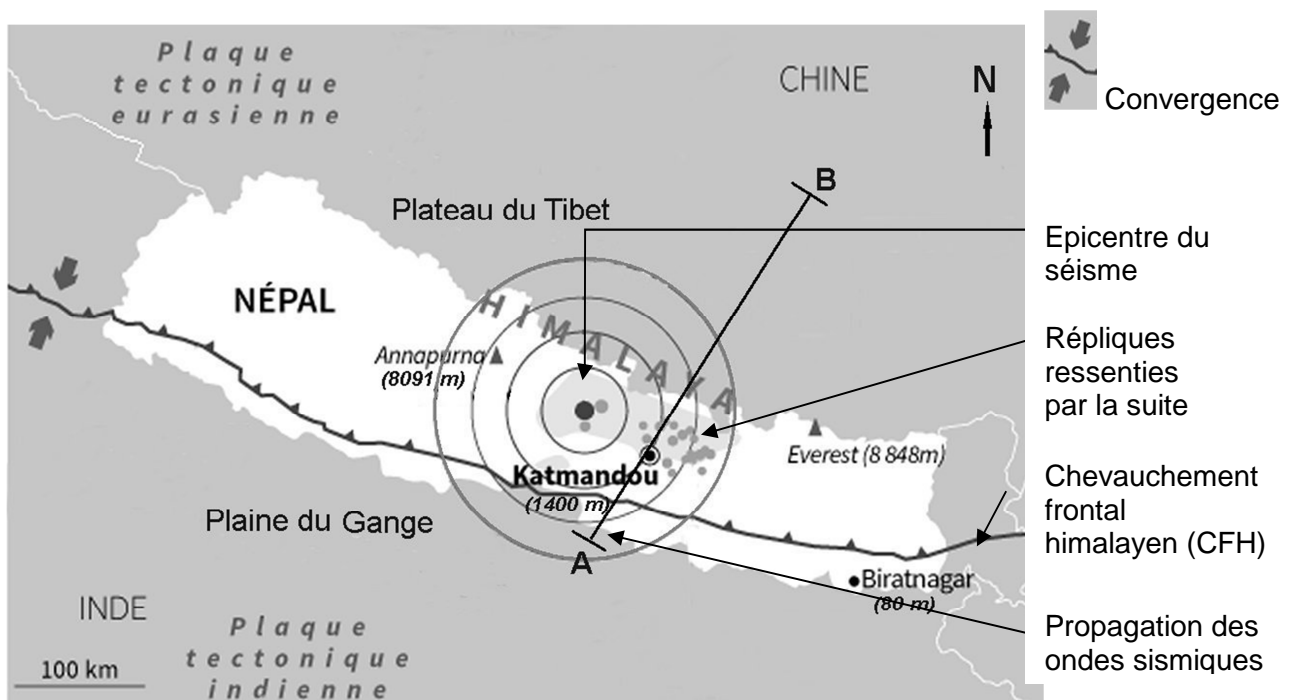 Plaque
tectonique
eurasienne
CHINE
N
Convergence
B
Plateau du Tibet
Epicentre du
séisme
NÉPAL
HIMALAYA
Annapurna
(8091 m)
Répliques
ressenties
par la suite
Everest (8 848m)
Katmandou
(1400 m)
Plaine du Gange
Chevauchement
frontal
himalayen (CFH)
A
Biratnagar
(80 m)
INDE
Plaque
tectonique
indienne
Propagation des
ondes sismiques
100 km